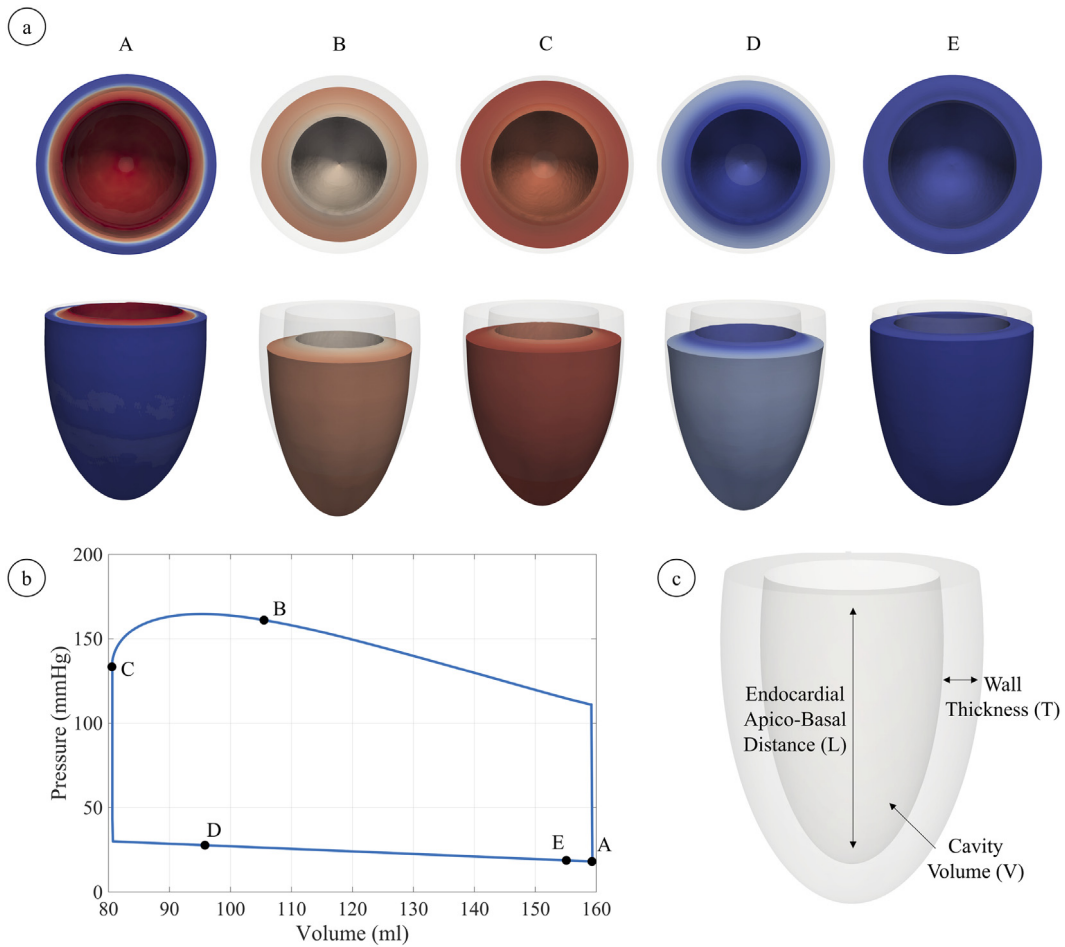 a
A B C D E
b
200
150
100
50
0
Pressure (mmHg)
B
C
D
E A
80 90 100 110 120 130 140 150 160
Volume (ml)
c
Endocardial
Apico-Basal
Distance (L)
Wall
Thickness (T)
Cavity
Volume (V)